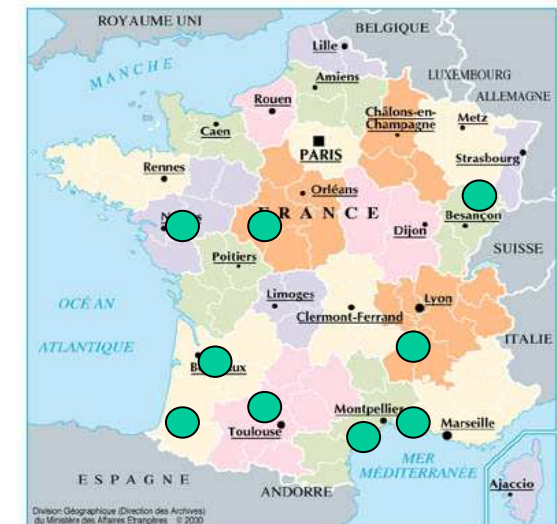 ROYAUME UNI
BELGIQUE
Lille
MANCHE
Amiens
LUXEMBOURG
Rouen
ALLEMAGNE
Châlons-en-
Champagne
Caen
Metz
PARIS
Strasbourg
Rennes
Orléans
FRANCE
Besançon
Dijon
Poitiers
SUISSE
Limoges
Lyon
OCÉAN
Clermont-Ferrand
ATLANTIQUE
ITALIE
Montpellier
Toulouse
Marseille
MER
MÉDITERRANÉE
ESPAGNE
ANDORRE
Ajaccio
Division Géographique (Direction des Archives)
du Ministère des Affaires Étrangères © 2000